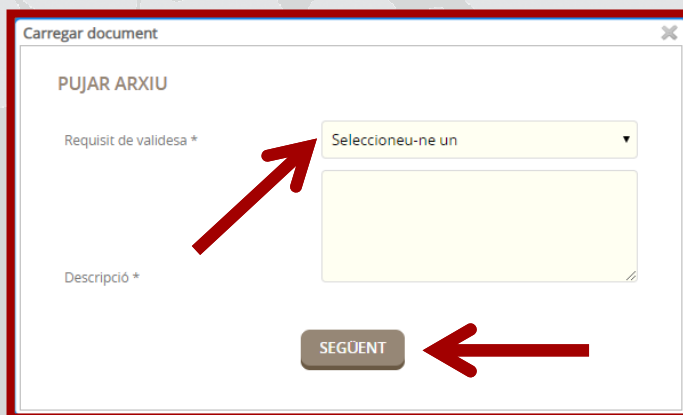 Carregar document
PUJAR ARXIU
Requisit de validesa *
Seleccioneu-ne un
Descripció *
SEGÜENT